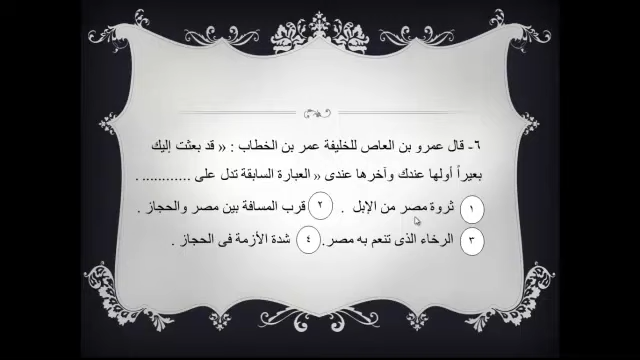 ٦- قال عمرو بن العاص للخليفة عمر بن الخطاب : « قد بعثت إليك
بعيراً أولها عندك وآخرها عندى « العبارة السابقة تدل على ............ .
١ ثروة مصر من الإبل . ٢ قرب المسافة بين مصر والحجاز .
٣ الرخاء الذى تنعم به مصر. ٤ شدة الأزمة فى الحجاز .